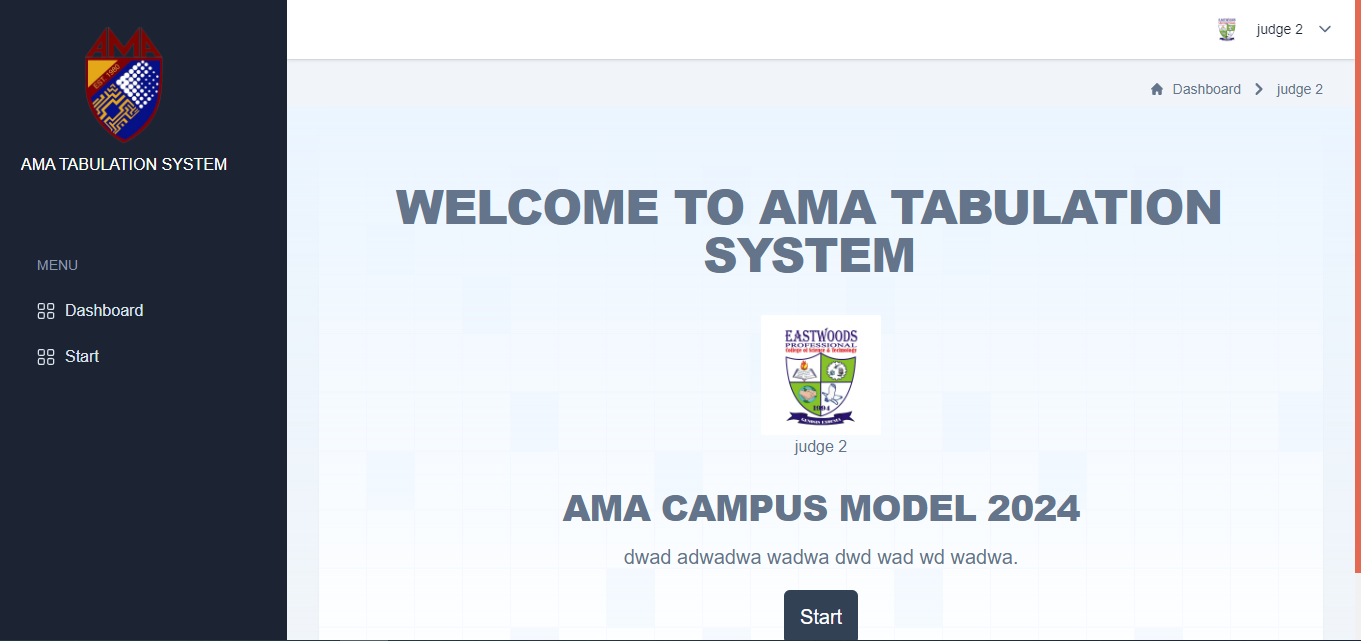 AMA
EST. 1980
AMA TABULATION SYSTEM
MENU
Dashboard
Start
judge 2
Dashboard
judge 2
WELCOME TO AMA TABULATION
SYSTEM
EASTWOODS
PROFESSIONAL
College of Science & Technology
1994
judge 2
AMA CAMPUS MODEL 2024
dwad adwadwa wadwa dwd wad wd wadwa.
Start